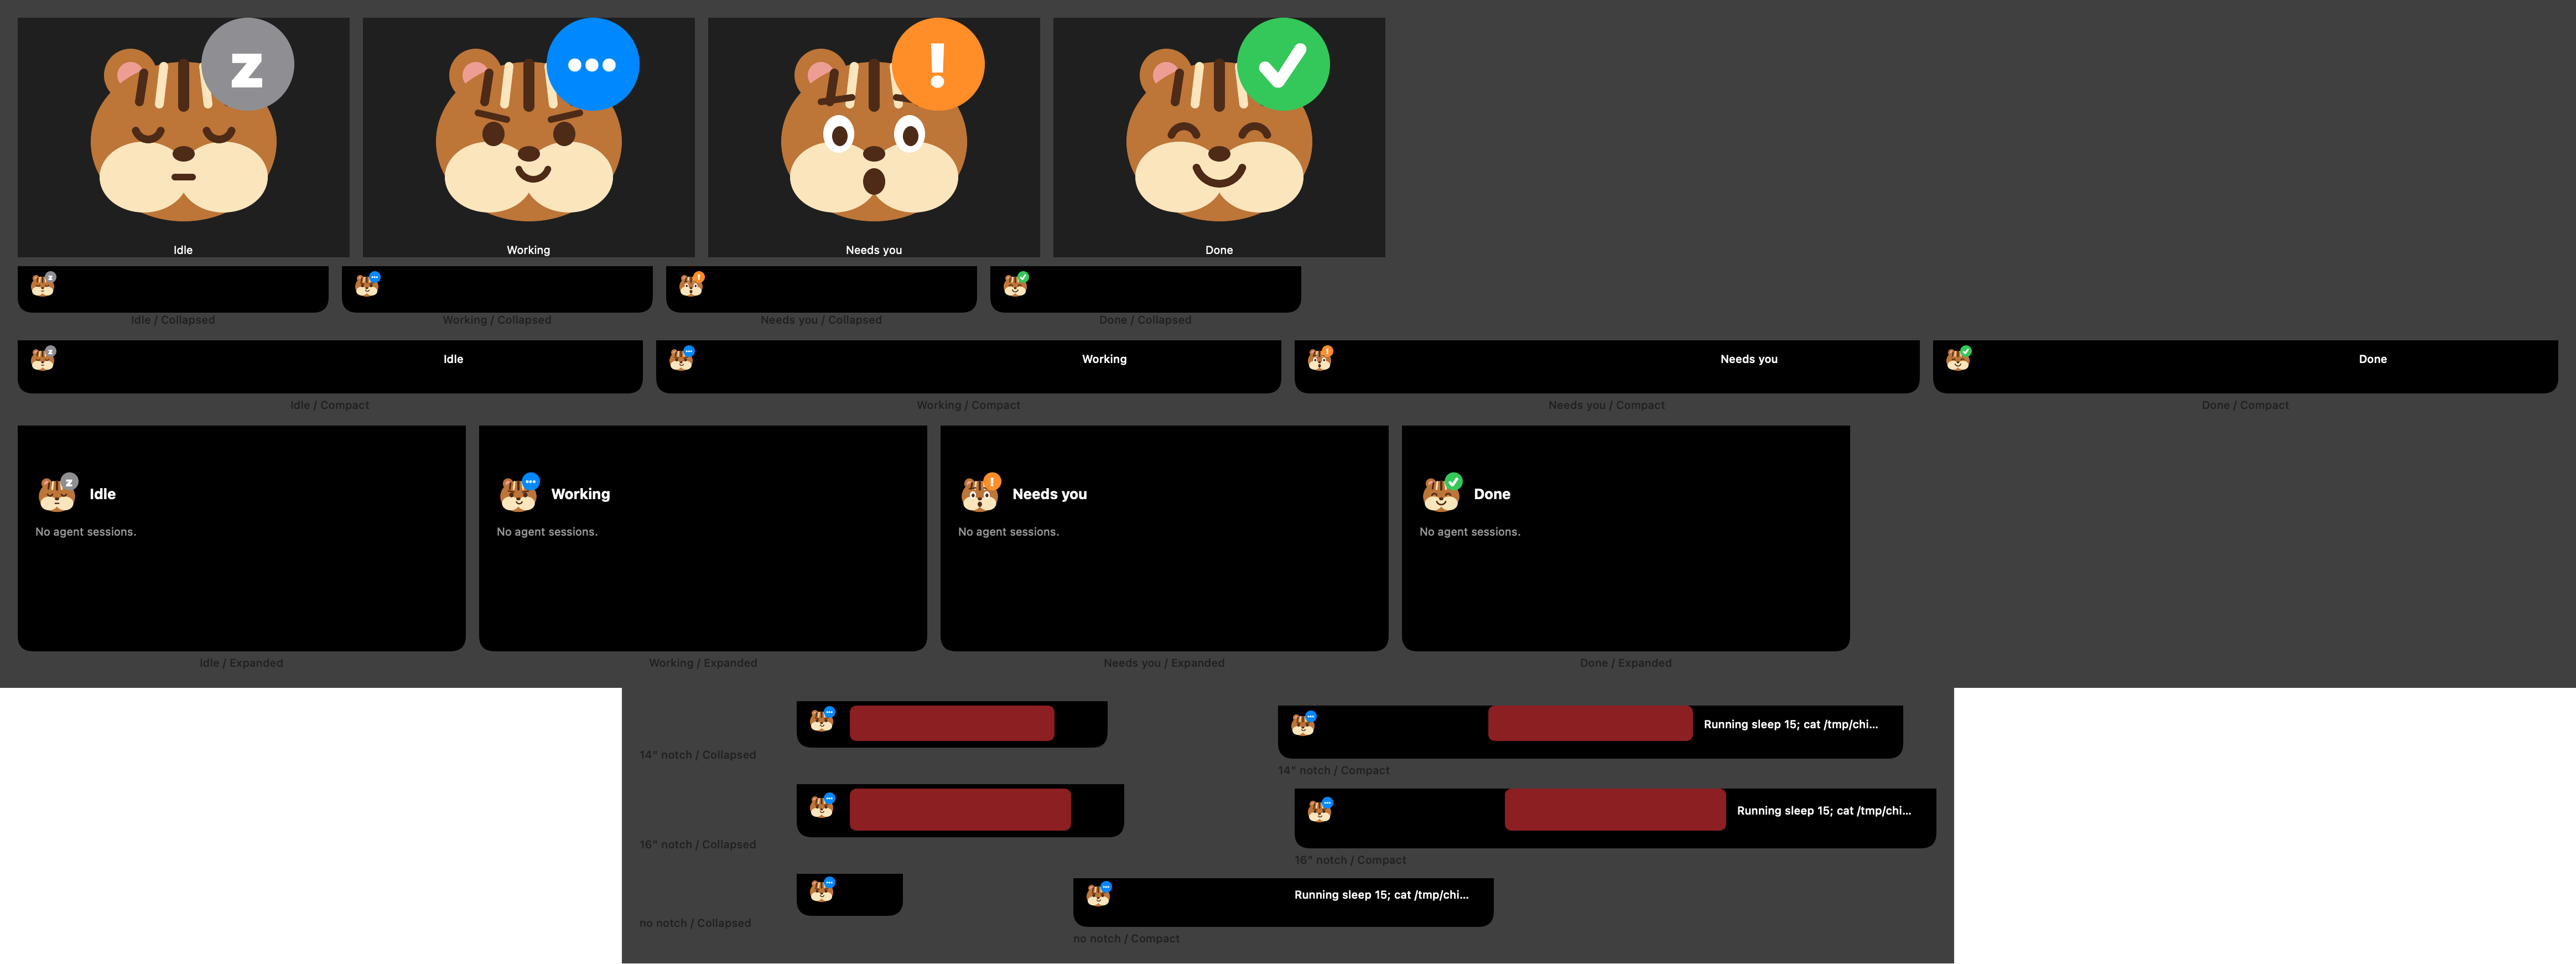 z
!
Idle
Working
Needs you
Done
z
!
Idle / Collapsed
Working / Collapsed
Needs you / Collapsed
Done / Collapsed
z
Idle
Working
!
Needs you
Done
Idle / Compact
Working / Compact
Needs you / Compact
Done / Compact
z
Idle
Working
!
Needs you
Done
No agent sessions.
No agent sessions.
No agent sessions.
No agent sessions.
Idle / Expanded
Working / Expanded
Needs you / Expanded
Done / Expanded
Running sleep 15; cat /tmp/chi...
14" notch / Collapsed
14" notch / Compact
Running sleep 15; cat /tmp/chi...
16" notch / Collapsed
16" notch / Compact
Running sleep 15; cat /tmp/chi...
no notch / Collapsed
no notch / Compact